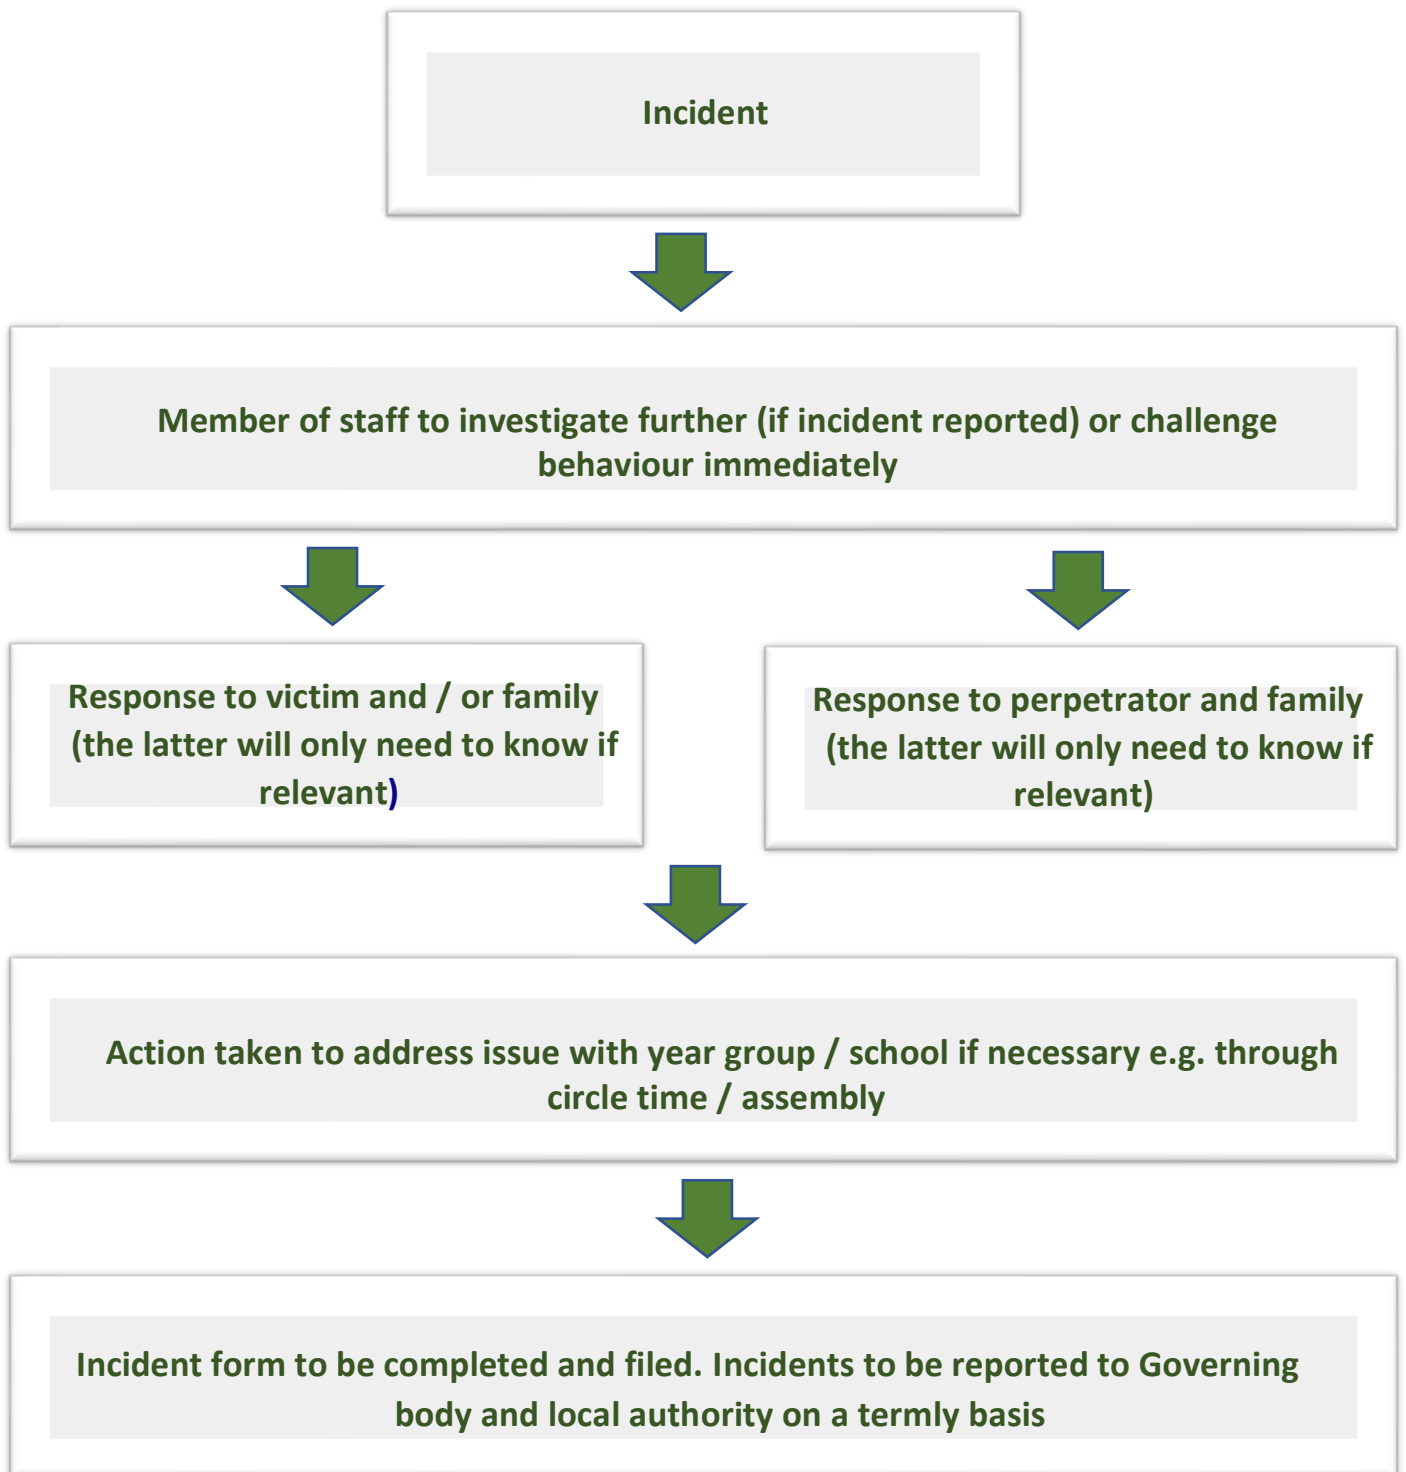 Incident
Member of staff to investigate further (if incident reported) or challenge
behaviour immediately
Response to victim and / or family
(the latter will only need to know if
relevant)
Response to perpetrator and family
(the latter will only need to know if
relevant)
Action taken to address issue with year group / school if necessary e.g. through
circle time / assembly
Incident form to be completed and filed. Incidents to be reported to Governing
body and local authority on a termly basis